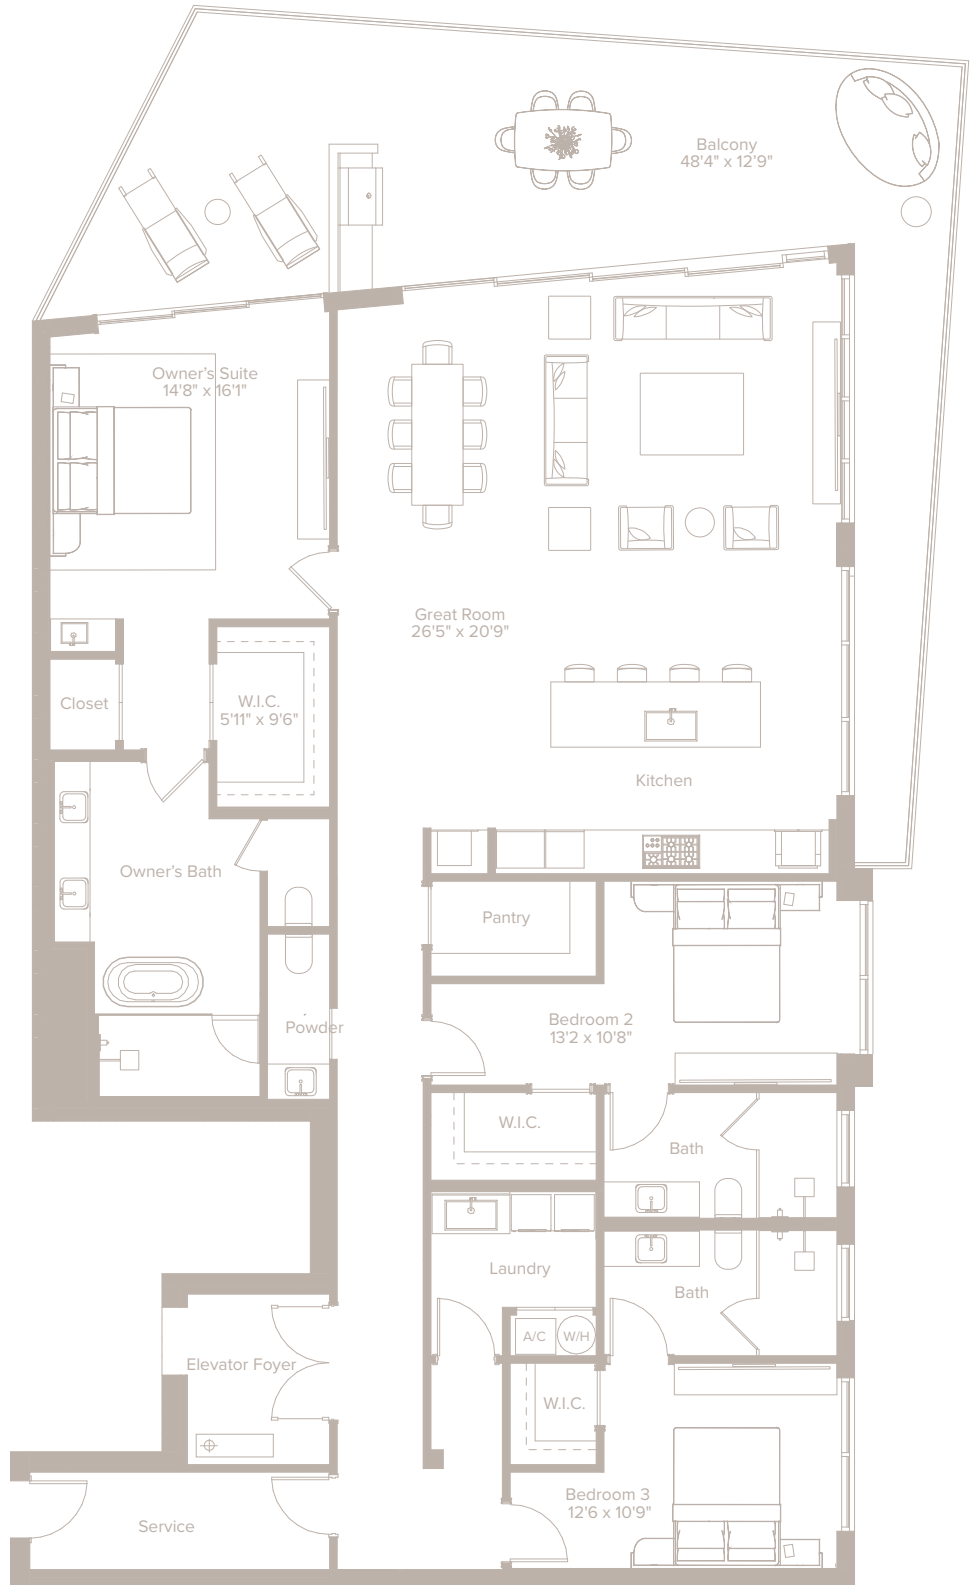 Balcony
48'4" x 12'9"
Owner's Suite
14'8" x 16'1"
Great Room
26'5" x 20'9"
Closet
W.I.C.
5'11" x 9'6"
Kitchen
Owner's Bath
Pantry
Powder
Bedroom 2
13'2 x 10'8"
W.I.C.
Bath
Laundry
Bath
A/C
W/H
Elevator Foyer
W.I.C.
Bedroom 3
12'6 x 10'9"
Service